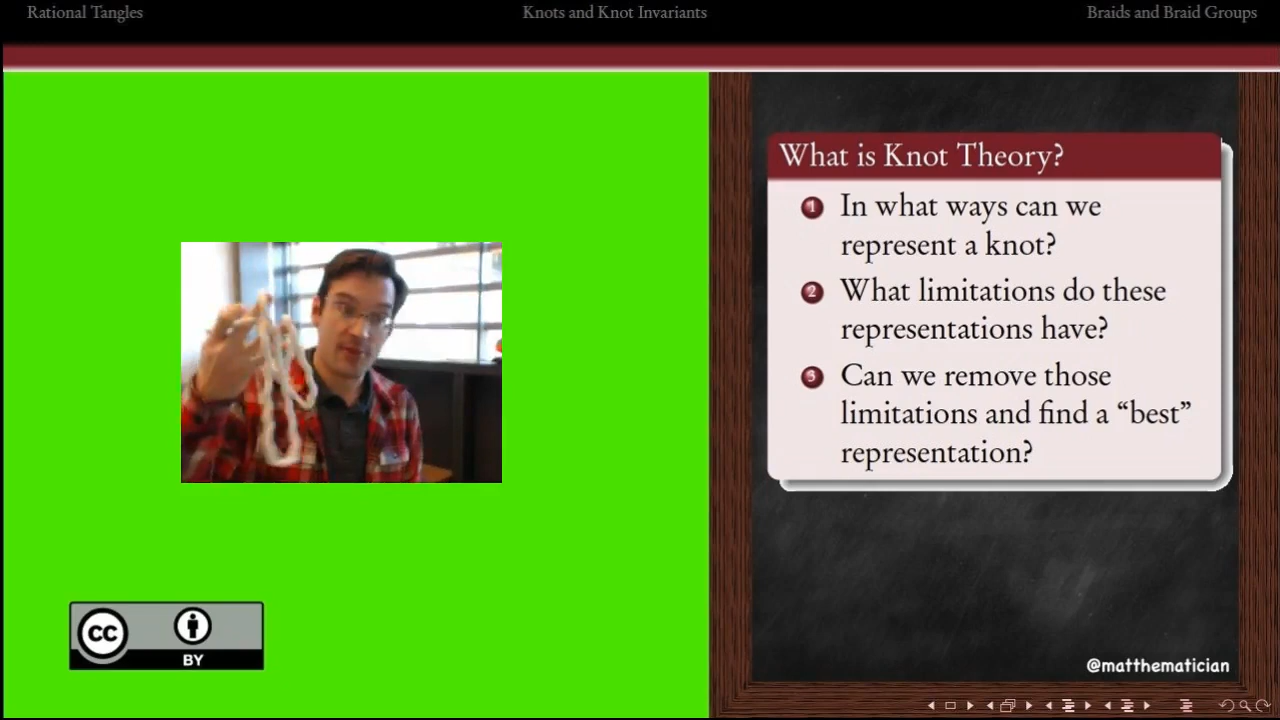 Rational Tangles
Knots and Knot Invariants
Braids and Braid Groups
What is Knot Theory?
1 In what ways can we
represent a knot?
2 What limitations do these
representations have?
3 Can we remove those
limitations and find a “best”
representation?
CC
BY
@matthematician